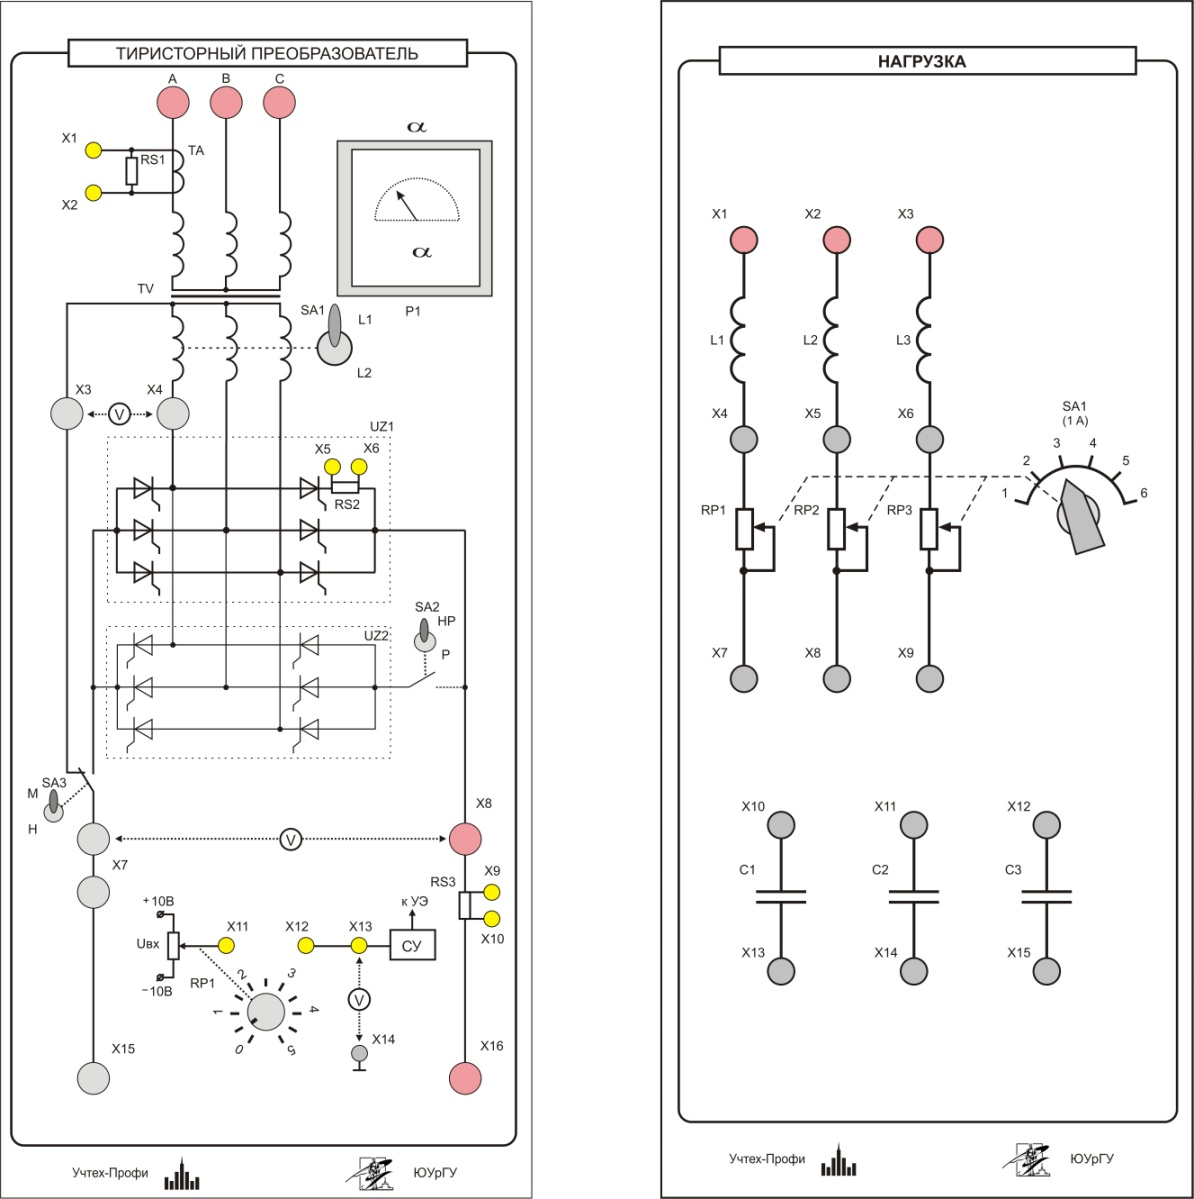 ТИРИСТОРНЫЙ ПРЕОБРАЗОВАТЕЛЬ
A B C
α
X1
TA
RS1
X2
α
TV
SA1
L1
P1
L2
X3
V
X4
UZ1
X5 X6
RS2
SA2
HP
UZ2
P
SA3
M
H
X8
V
X7
RS3
X9
X10
+10В
к УЭ
X11
X12
X13
Uвх
СУ
−10В
RP1
0 1 2 3 4 5
V
X14
X15
X16
Учтех-Профи
ЮУрГУ
НАГРУЗКА
X1 X2 X3
L1 L2 L3
X4 X5 X6
SA1
(1 A)
1 2 3 4 5 6
RP1 RP2 RP3
X7 X8 X9
X10 X11 X12
C1 C2 C3
X13 X14 X15
Учтех-Профи
ЮУрГУ